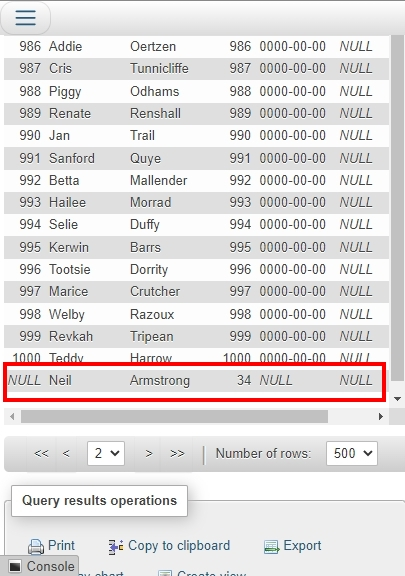 986 Addie Oertzen 986 0000-00-00 NULL
987 Cris Tunnicliffe 987 0000-00-00 NULL
988 Piggy Odhams 988 0000-00-00 NULL
989 Renate Renshall 989 0000-00-00 NULL
990 Jan Trail 990 0000-00-00 NULL
991 Sanford Quye 991 0000-00-00 NULL
992 Betta Mallender 992 0000-00-00 NULL
993 Hailee Morrad 993 0000-00-00 NULL
994 Selie Duffy 994 0000-00-00 NULL
995 Kerwin Barrs 995 0000-00-00 NULL
996 Tootsie Dorrity 996 0000-00-00 NULL
997 Marice Crutcher 997 0000-00-00 NULL
998 Welby Razoux 998 0000-00-00 NULL
999 Revkah Tripean 999 0000-00-00 NULL
1000 Teddy Harrow 1000 0000-00-00 NULL
NULL Neil Armstrong 34 NULL NULL
<< < 2 > >> Number of rows: 500
Query results operations
Print Copy to clipboard Export
Console
chart Create view